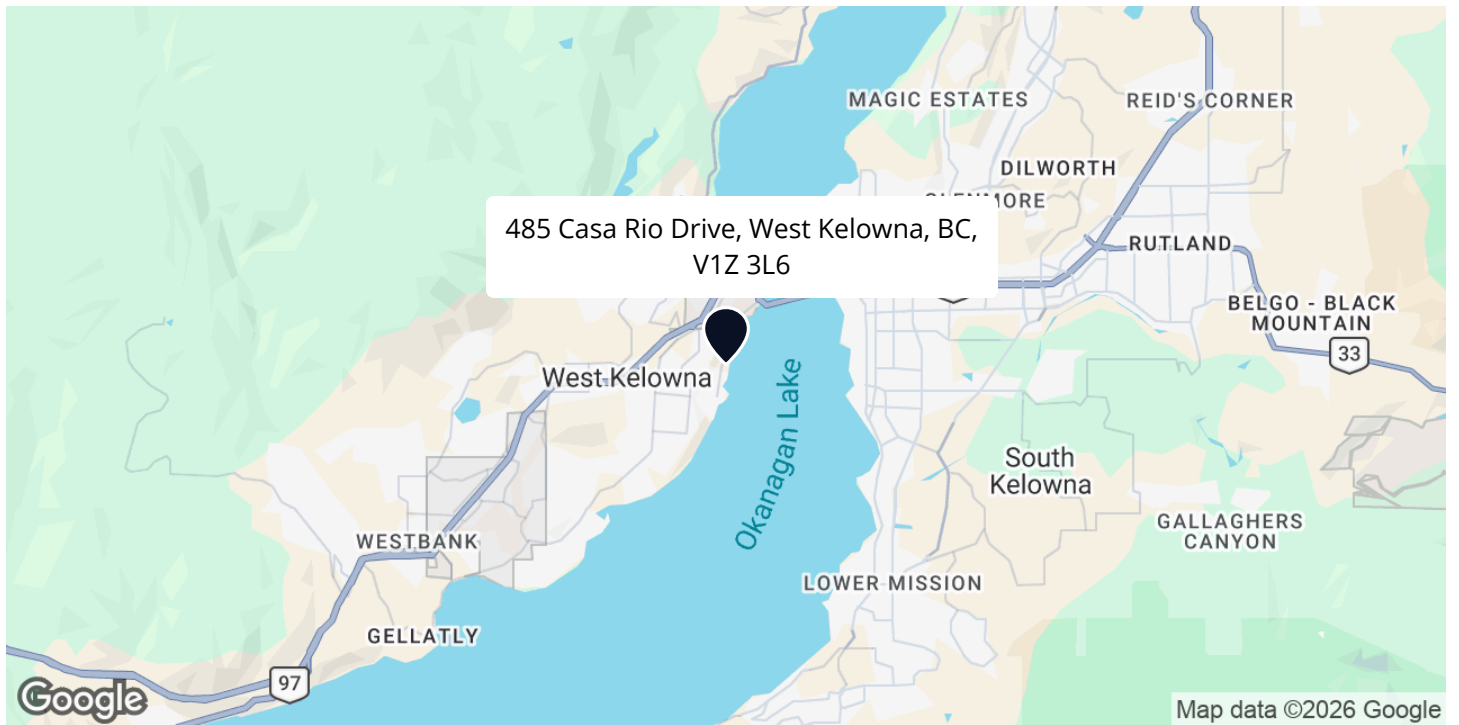 MAGIC ESTATES
REID'S CORNER
DILWORTH
485 Casa Rio Drive, West Kelowna, BC,
V1Z 3L6
RUTLAND
BELGO - BLACK
MOUNTAIN
33
West Kelowna
Okanagan Lake
South
Kelowna
GALLAGHERS
CANYON
WESTBANK
LOWER MISSION
GELLATLY
97
Google
Map data ©2026 Google